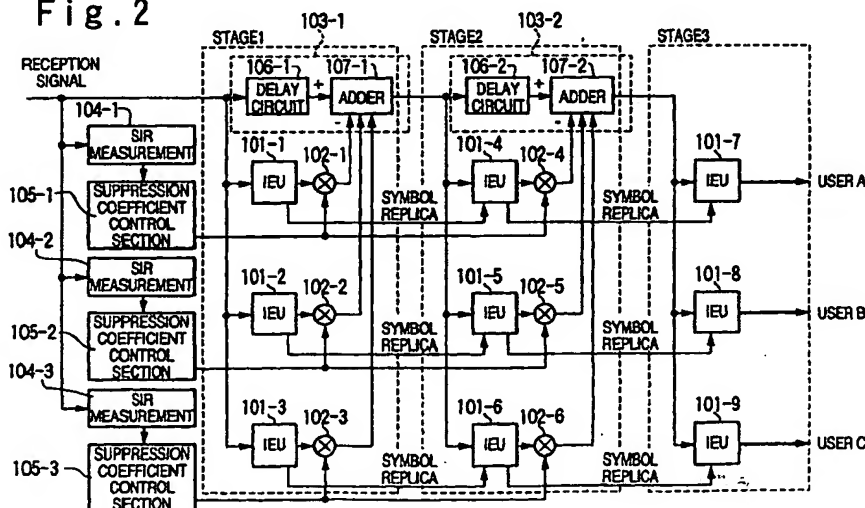 Fig. 2
103-1
103-2
STAGE1
STAGE2
STAGE3
RECEPTION
SIGNAL
106-1
107-1
106-2
107-2
DELAY
CIRCUIT
+
ADDER
-
DELAY
CIRCUIT
+
ADDER
-
104-1
SIR
MEASUREMENT
101-1
IEU
102-1
101-4
IEU
102-4
101-7
IEU
USER A
105-1
SUPPRESSION
COEFFICIENT
CONTROL
SECTION
SYMBOL
REPLICA
SYMBOL
REPLICA
104-2
SIR
MEASUREMENT
101-2
IEU
102-2
101-5
IEU
102-5
101-8
IEU
USER B
105-2
SUPPRESSION
COEFFICIENT
CONTROL
SECTION
SYMBOL
REPLICA
SYMBOL
REPLICA
104-3
SIR
MEASUREMENT
101-3
IEU
102-3
101-6
IEU
102-6
101-9
IEU
USER C
105-3
SUPPRESSION
COEFFICIENT
CONTROL
SECTION
SYMBOL
REPLICA
SYMBOL
REPLICA